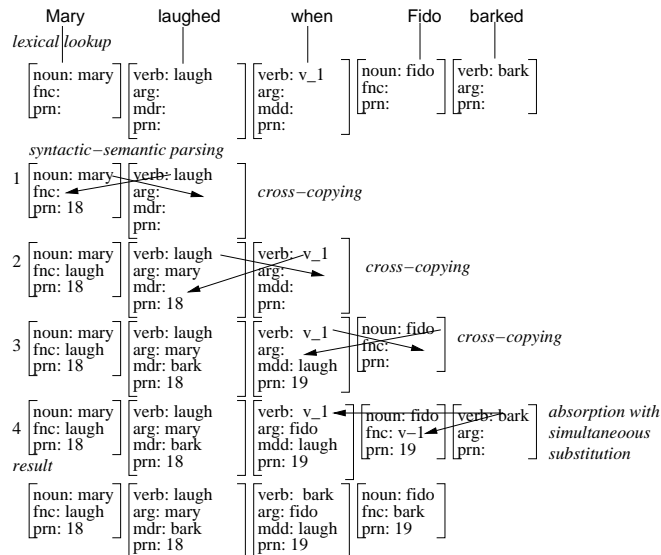 Mary laughed when Fido barked
lexical lookup
noun: mary verb: laugh verb: v_1 noun: fido verb: bark
fnc: arg: arg: fnc: arg:
prn: mdr: mdd: prn: prn:
prn: prn:
syntactic−semantic parsing
1 noun: mary verb: laugh
fnc: arg: cross−copying
prn: 18 mdr:
prn:
2 noun: mary verb: laugh verb: v_1
fnc: laugh arg: mary arg: cross−copying
prn: 18 mdr: mdd:
prn: 18 prn:
3 noun: mary verb: laugh verb: v_1 noun: fido
fnc: laugh arg: mary arg: fnc: cross−copying
prn: 18 mdr: bark mdd: laugh prn:
prn: 18 prn: 19
4 noun: mary verb: laugh verb: v_1 noun: fido verb: bark absorption with
fnc: laugh arg: mary arg: fido fnc: v−1 arg: simultaneoous
prn: 18 mdr: bark mdd: laugh prn: 19 prn: substitution
result prn: 18 prn: 19
noun: mary verb: laugh verb: bark noun: fido
fnc: laugh arg: mary arg: fido fnc: bark
prn: 18 mdr: bark mdd: laugh prn: 19
prn: 18 prn: 19